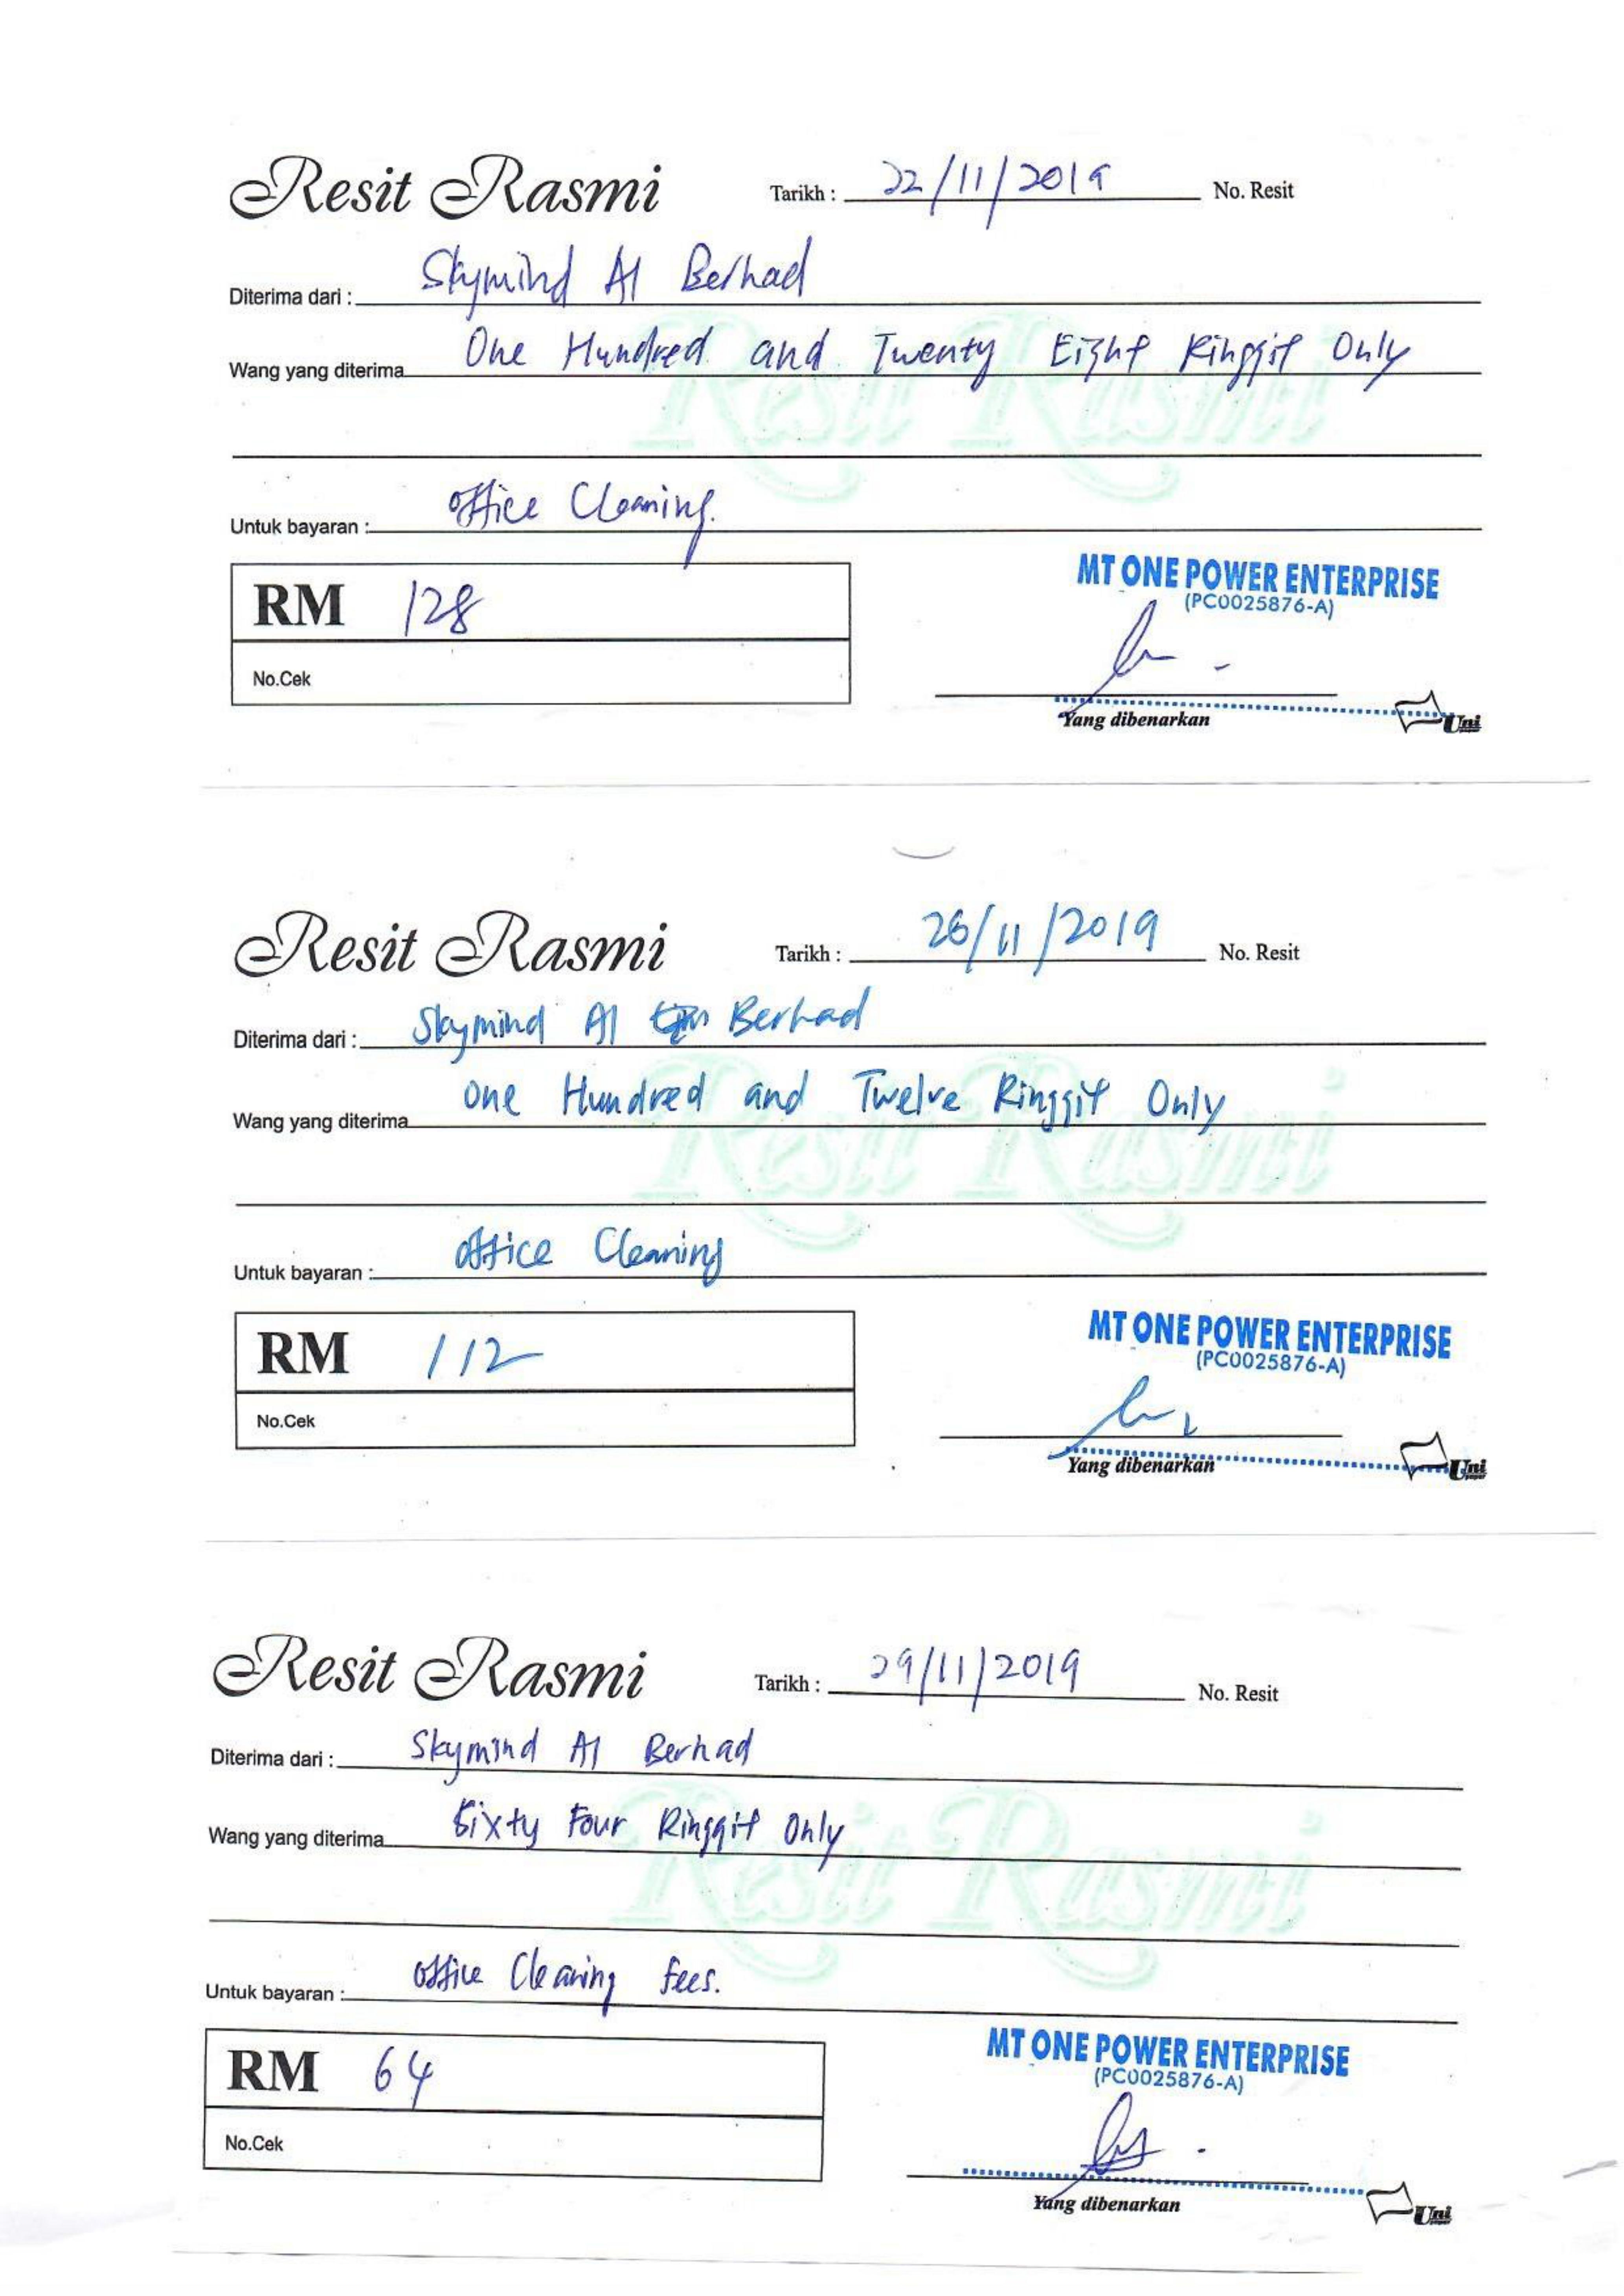 Resit Rasmi Tarikh : 22/11/2019 No. Resit
Diterima dari : Skymind AI Berhad
Wang yang diterima One Hundred and Twenty Eight Ringgit Only
Resit Rasmi
Untuk bayaran : Office Cleaning.
RM 128
MT ONE POWER ENTERPRISE
(PC0025876-A)
No.Cek
Yang dibenarkan
Uni
Resit Rasmi Tarikh : 26/11/2019 No. Resit
Diterima dari : Skymind AI Berhad
Wang yang diterima One Hundred and Twelve Ringgit Only
Resit Rasmi
Untuk bayaran : Office Cleaning
RM 112
MT ONE POWER ENTERPRISE
(PC0025876-A)
No.Cek
Yang dibenarkan
Uni
Resit Rasmi Tarikh : 29/11/2019 No. Resit
Diterima dari : Skymind AI Berhad
Wang yang diterima Sixty Four Ringgit Only
Resit Rasmi
Untuk bayaran : Office Cleaning Fees.
RM 64
MT ONE POWER ENTERPRISE
(PC0025876-A)
No.Cek
Yang dibenarkan
Uni